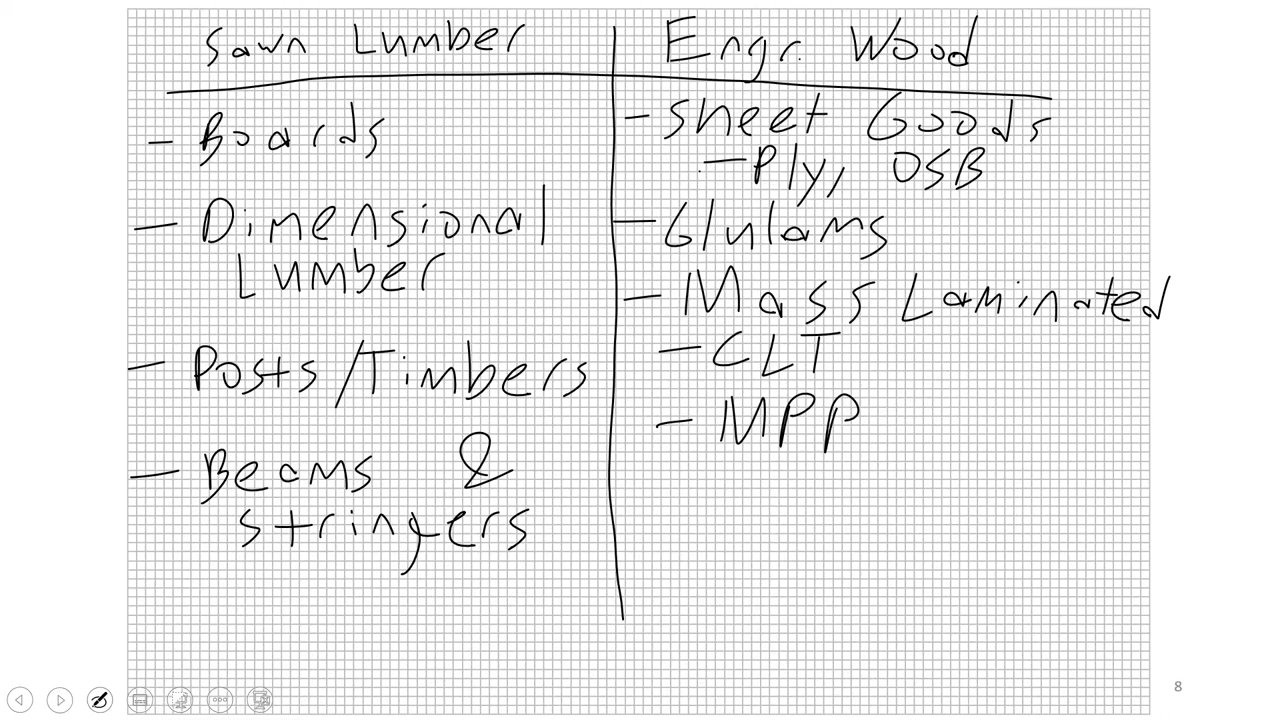 Sawn Lumber
- Boards
- Dimensional
Lumber
- Posts/Timbers
- Beams &
Stringers
Engr. Wood
- Sheet Goods
- Ply, OSB
- Glulams
- Mass Laminated
- CLT
- MPP
8